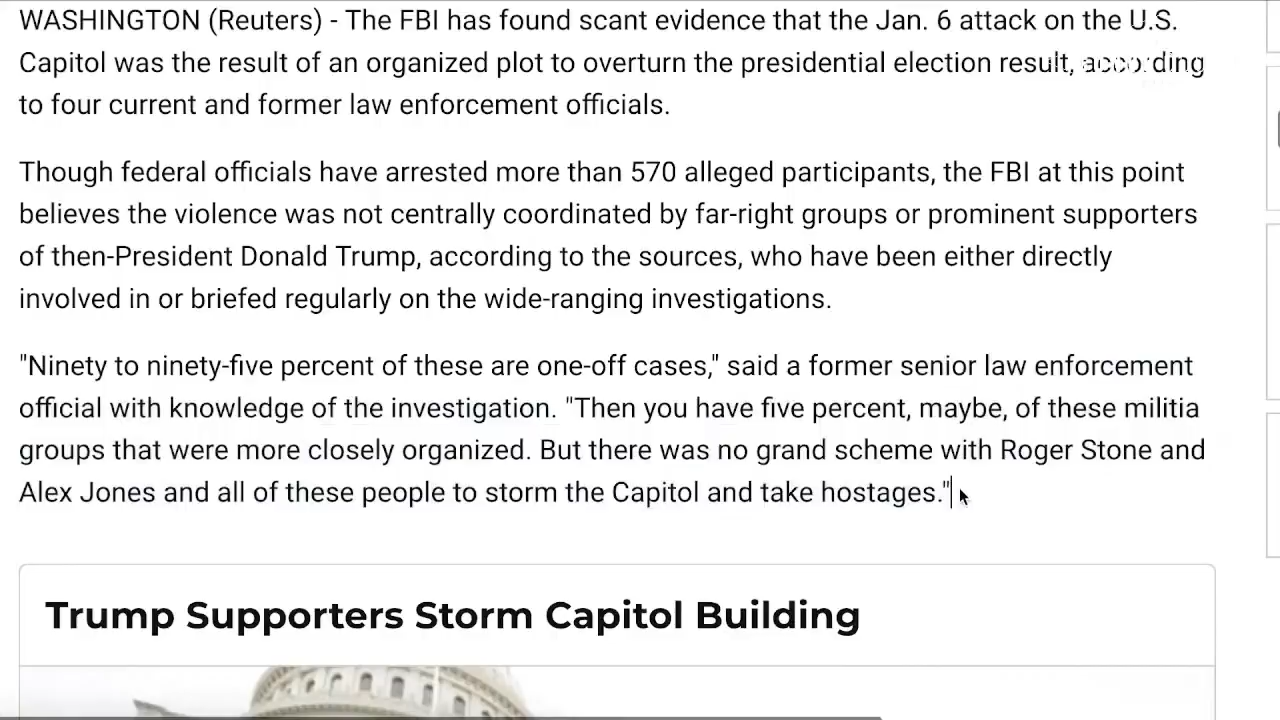 WASHINGTON (Reuters) - The FBI has found scant evidence that the Jan. 6 attack on the U.S.
Capitol was the result of an organized plot to overturn the presidential election result, according
to four current and former law enforcement officials.
Though federal officials have arrested more than 570 alleged participants, the FBI at this point
believes the violence was not centrally coordinated by far-right groups or prominent supporters
of then-President Donald Trump, according to the sources, who have been either directly
involved in or briefed regularly on the wide-ranging investigations.
"Ninety to ninety-five percent of these are one-off cases," said a former senior law enforcement
official with knowledge of the investigation. "Then you have five percent, maybe, of these militia
groups that were more closely organized. But there was no grand scheme with Roger Stone and
Alex Jones and all of these people to storm the Capitol and take hostages."
Trump Supporters Storm Capitol Building